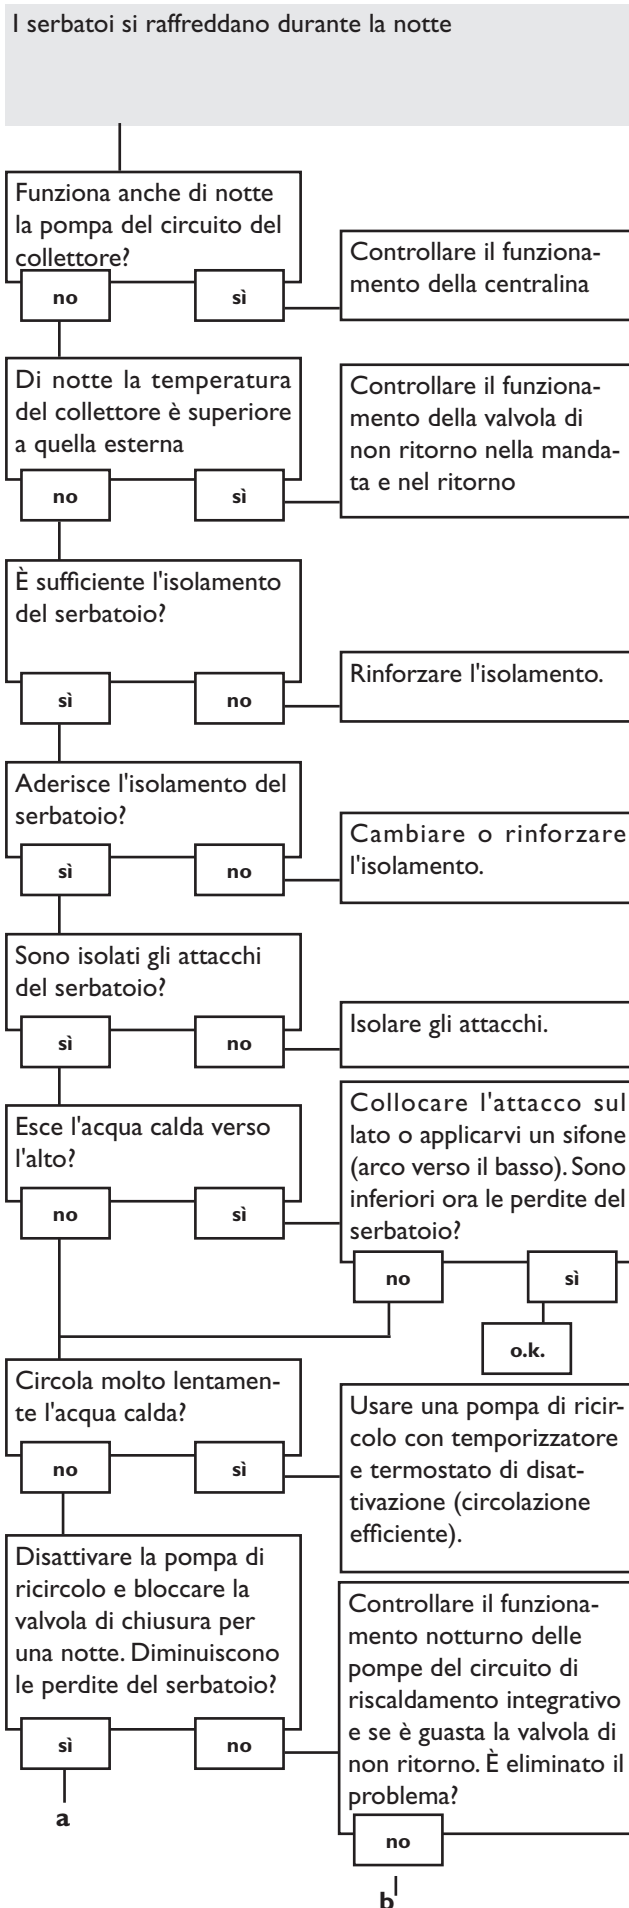 I serbatoi si raffreddano durante la notte
Funziona anche di notte
la pompa del circuito del
collettore?
no
sì
Controllare il funziona-
mento della centralina
Di notte la temperatura
del collettore è superiore
a quella esterna
no
sì
Controllare il funziona-
mento della valvola di
non ritorno nella manda-
ta e nel ritorno
È sufficiente l'isolamento
del serbatoio?
sì
no
Rinforzare l'isolamento.
Aderisce l'isolamento del
serbatoio?
sì
no
Cambiare o rinforzare
l'isolamento.
Sono isolati gli attacchi
del serbatoio?
sì
no
Isolare gli attacchi.
Esce l'acqua calda verso
l'alto?
no
sì
Collocare l'attacco sul
lato o applicarvi un sifone
(arco verso il basso). Sono
inferiori ora le perdite del
serbatoio?
no
sì
o.k.
Circola molto lentamen-
te l'acqua calda?
no
sì
Usare una pompa di ricir-
colo con temporizzatore
e termostato di disat-
tivazione (circolazione
efficiente).
Disattivare la pompa di
ricircolo e bloccare la
valvola di chiusura per
una notte. Diminuiscono
le perdite del serbatoio?
sì
no
a
Controllare il funziona-
mento notturno delle
pompe del circuito di
riscaldamento integrativo
e se è guasta la valvola di
non ritorno. È eliminato il
problema?
no
b